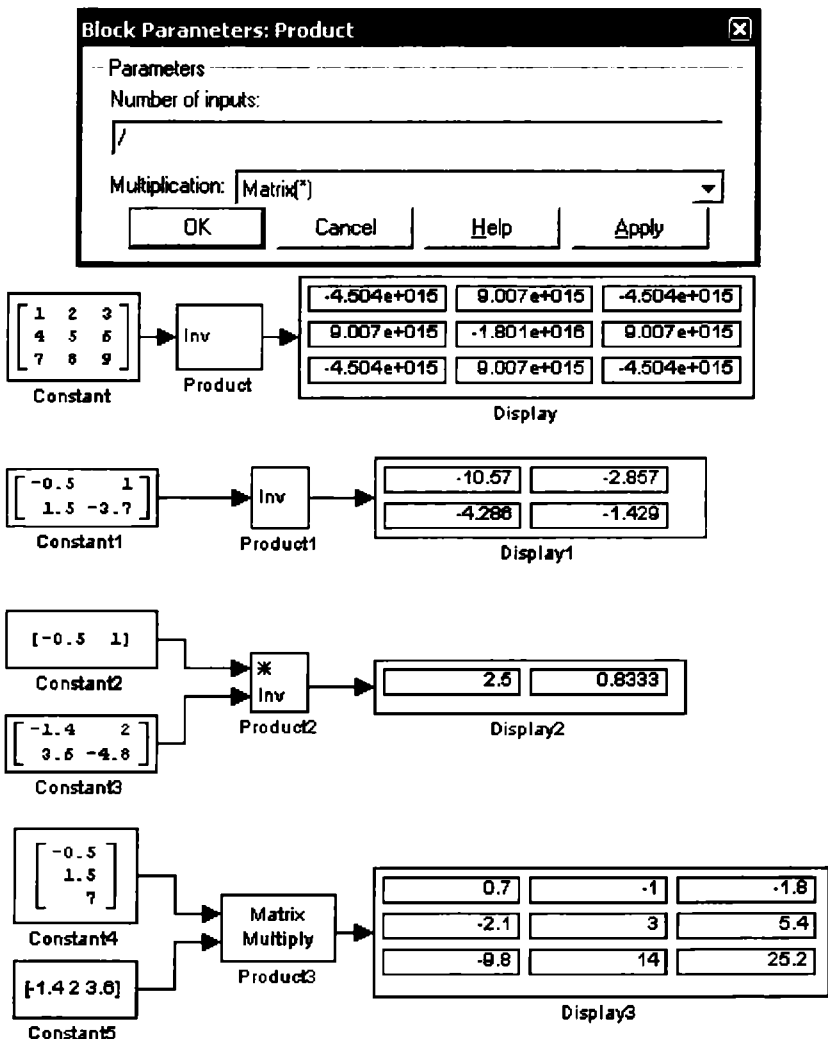 Block Parameters: Product
Parameters
Number of inputs:
/
Multiplication: Matrix(*)
OK Cancel Help Apply
1 2 3
4 5 6
7 8 9
Constant
Inv
Product
-4.504e+015 9.007e+015 -4.504e+015
9.007e+015 -1.801e+016 9.007e+015
-4.504e+015 9.007e+015 -4.504e+015
Display
-0.5 1
1.5 -3.7
Constant1
Inv
Product1
-10.57 -2.857
-4.286 -1.429
Display1
[-0.5 1]
Constant2
-1.4 2
3.6 -4.8
Constant3
*
Inv
Product2
2.5 0.8333
Display2
-0.5
1.5
7
Constant4
[-1.4 2 3.6]
Constant5
Matrix
Multiply
Product3
0.7 -1 -1.8
-2.1 3 5.4
-9.8 14 25.2
Display3